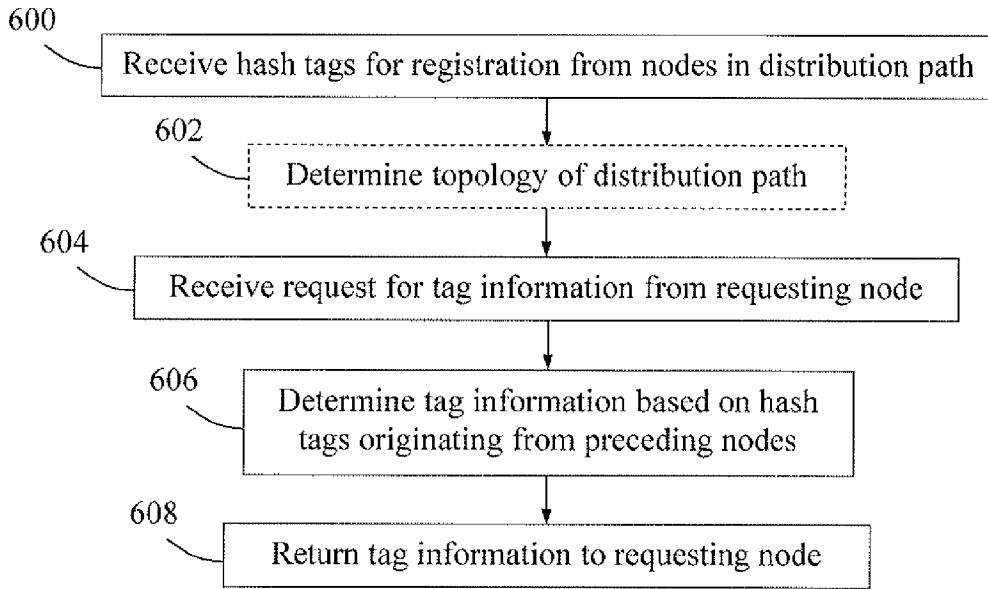 600
Receive hash tags for registration from nodes in distribution path
602
Determine topology of distribution path
604
Receive request for tag information from requesting node
606
Determine tag information based on hash
tags originating from preceding nodes
608
Return tag information to requesting node